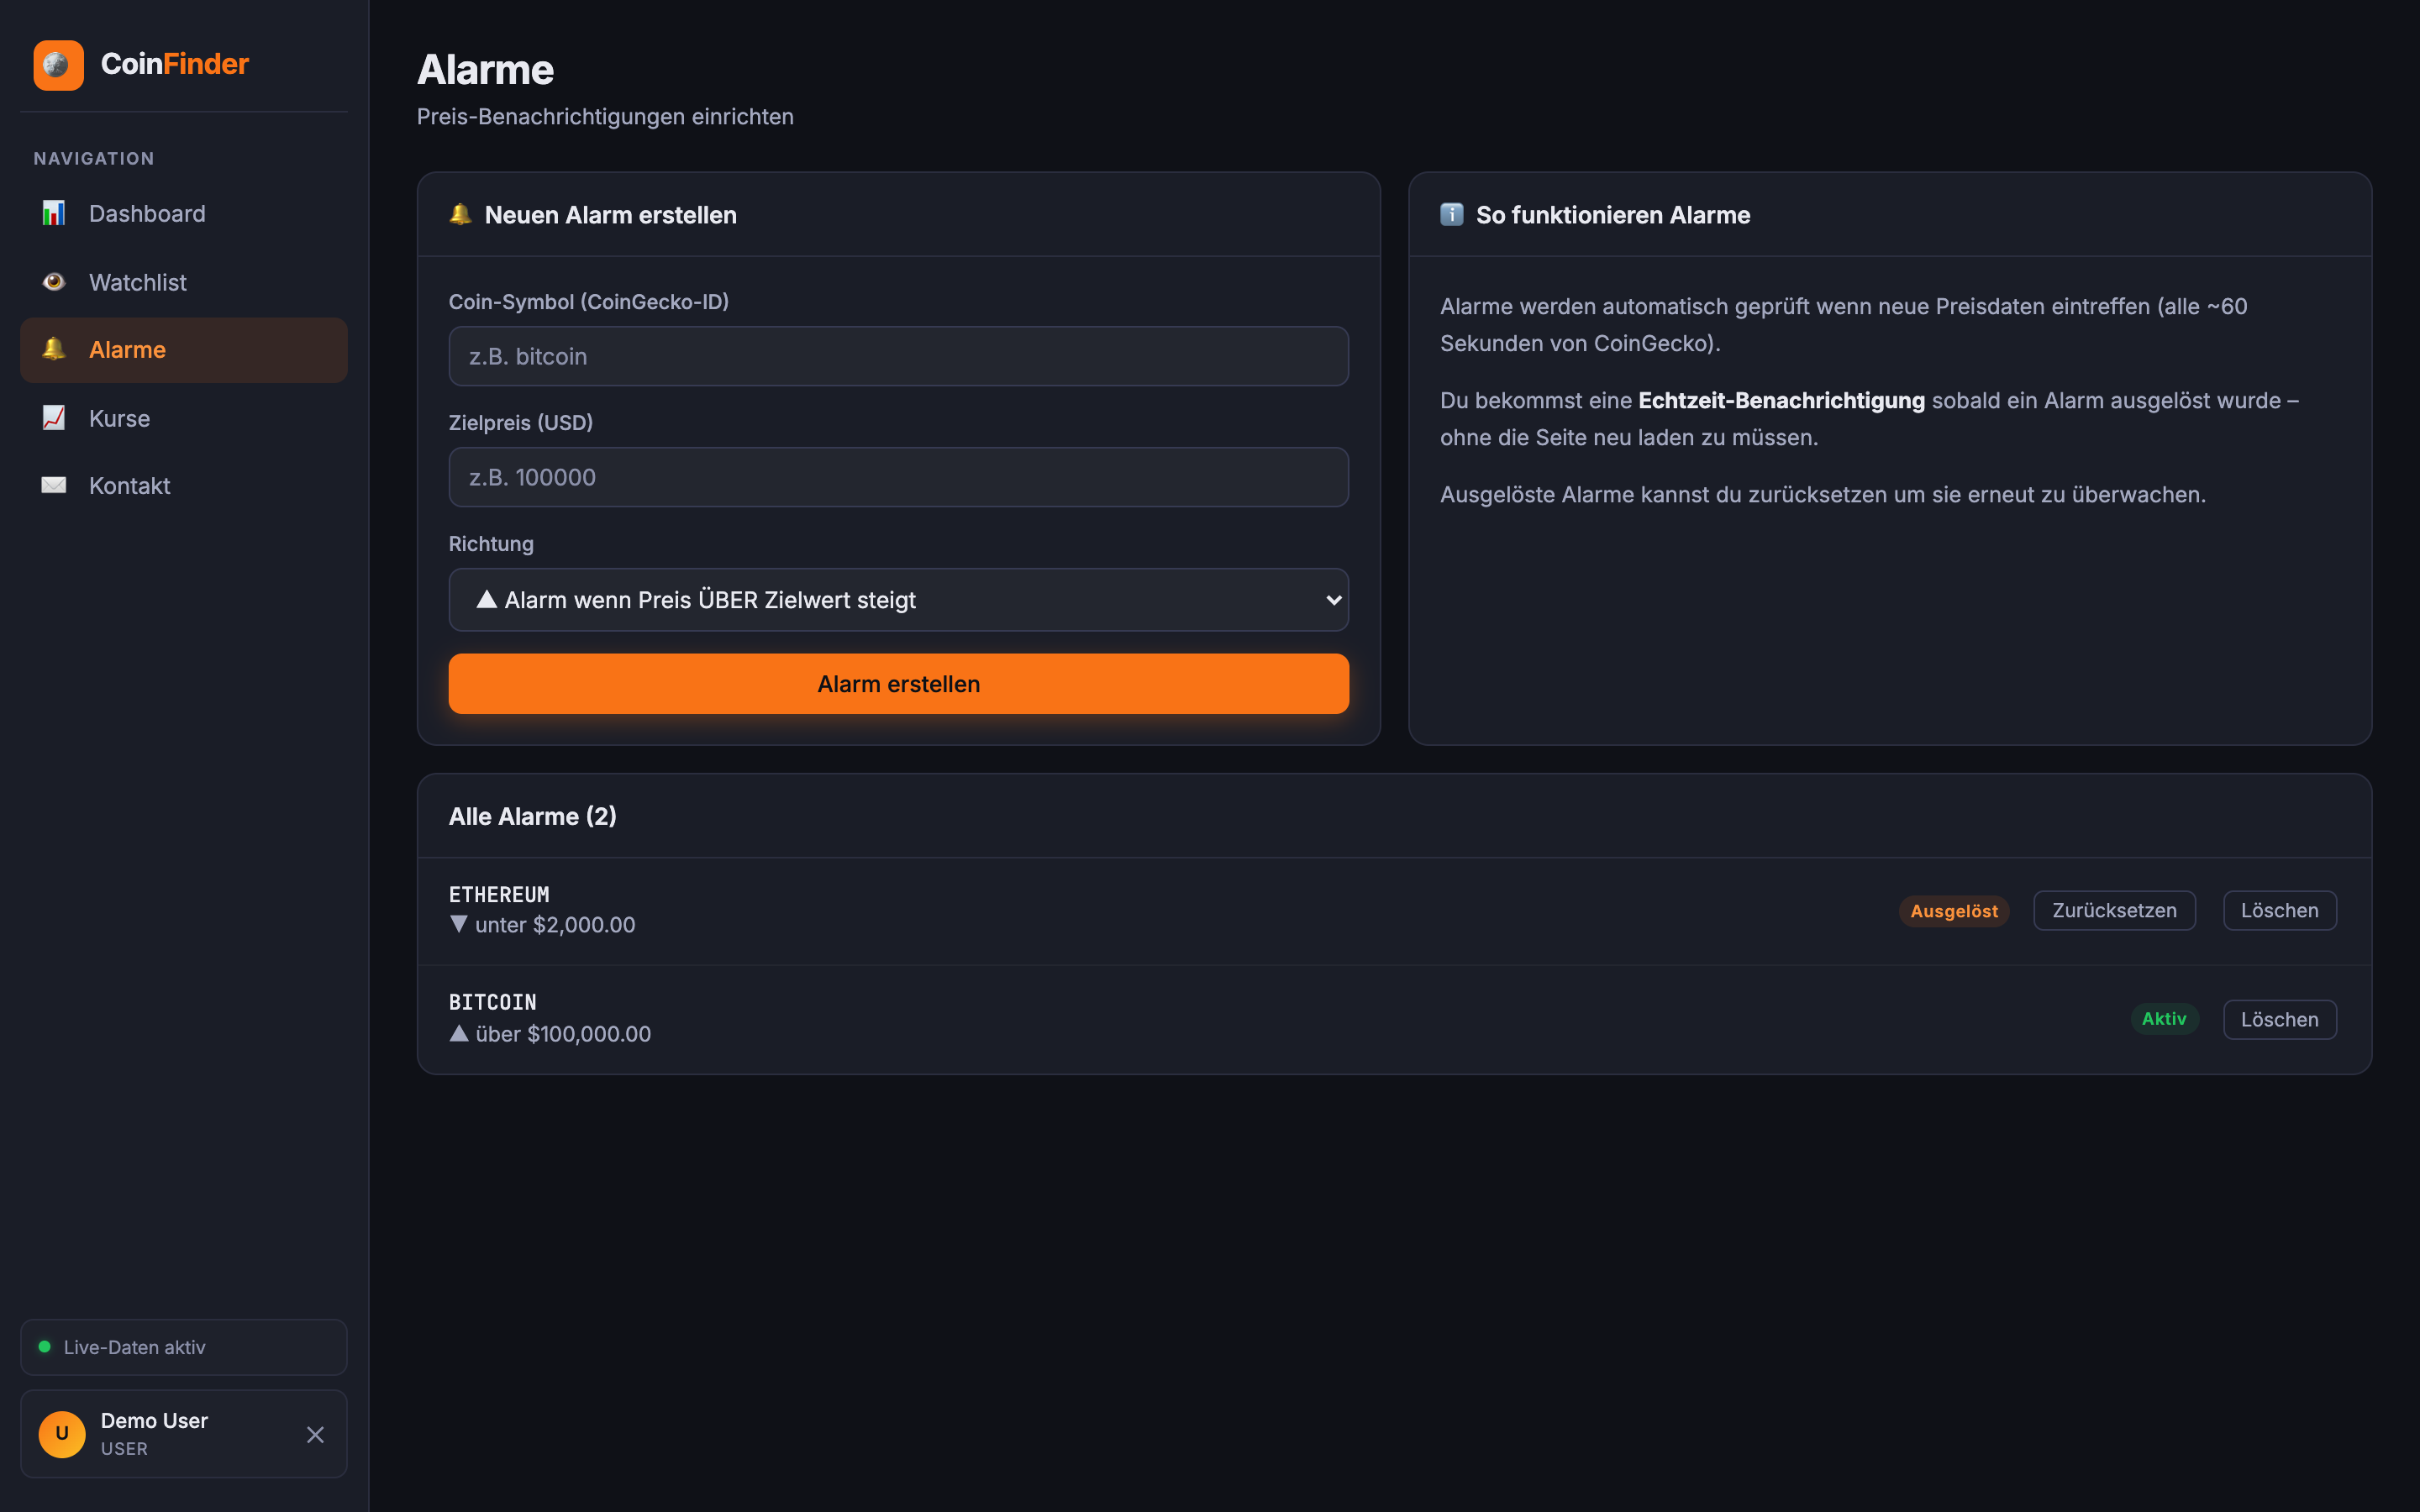 CoinFinder
NAVIGATION
Dashboard
Watchlist
Alarme
Kurse
Kontakt
Live-Daten aktiv
U
Demo User
USER
Alarme
Preis-Benachrichtigungen einrichten
Neuen Alarm erstellen
Coin-Symbol (CoinGecko-ID)
z.B. bitcoin
Zielpreis (USD)
z.B. 100000
Richtung
▲ Alarm wenn Preis ÜBER Zielwert steigt
Alarm erstellen
So funktionieren Alarme
Alarme werden automatisch geprüft wenn neue Preisdaten eintreffen (alle ~60
Sekunden von CoinGecko).
Du bekommst eine Echtzeit-Benachrichtigung sobald ein Alarm ausgelöst wurde –
ohne die Seite neu laden zu müssen.
Ausgelöste Alarme kannst du zurücksetzen um sie erneut zu überwachen.
Alle Alarme (2)
ETHEREUM
▼ unter $2,000.00
Ausgelöst
Zurücksetzen
Löschen
BITCOIN
▲ über $100,000.00
Aktiv
Löschen